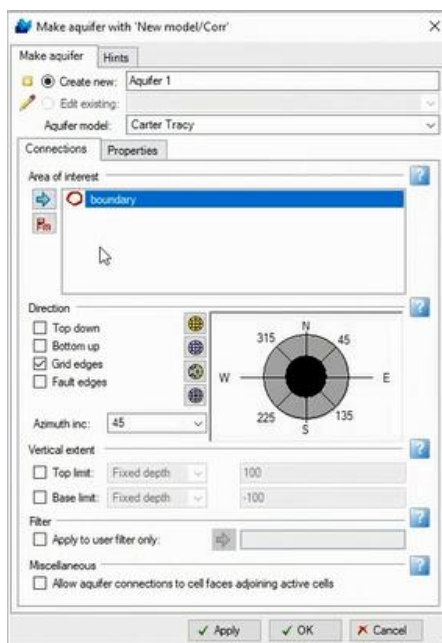 Make aquifer with 'New model/Corr'
Make aquifer
Hints
Create new: Aquifer 1
Edit existing:
Aquifer model: Carter Tracy
Connections
Properties
Area of interest
boundary
Direction
Top down
Bottom up
Grid edges
Fault edges
Azimuth inc: 45
N
45
E
135
S
225
W
315
Vertical extent
Top limit: Fixed depth 100
Base limit: Fixed depth -100
Filter
Apply to user filter only:
Miscellaneous
Allow aquifer connections to cell faces adjoining active cells
Apply
OK
Cancel